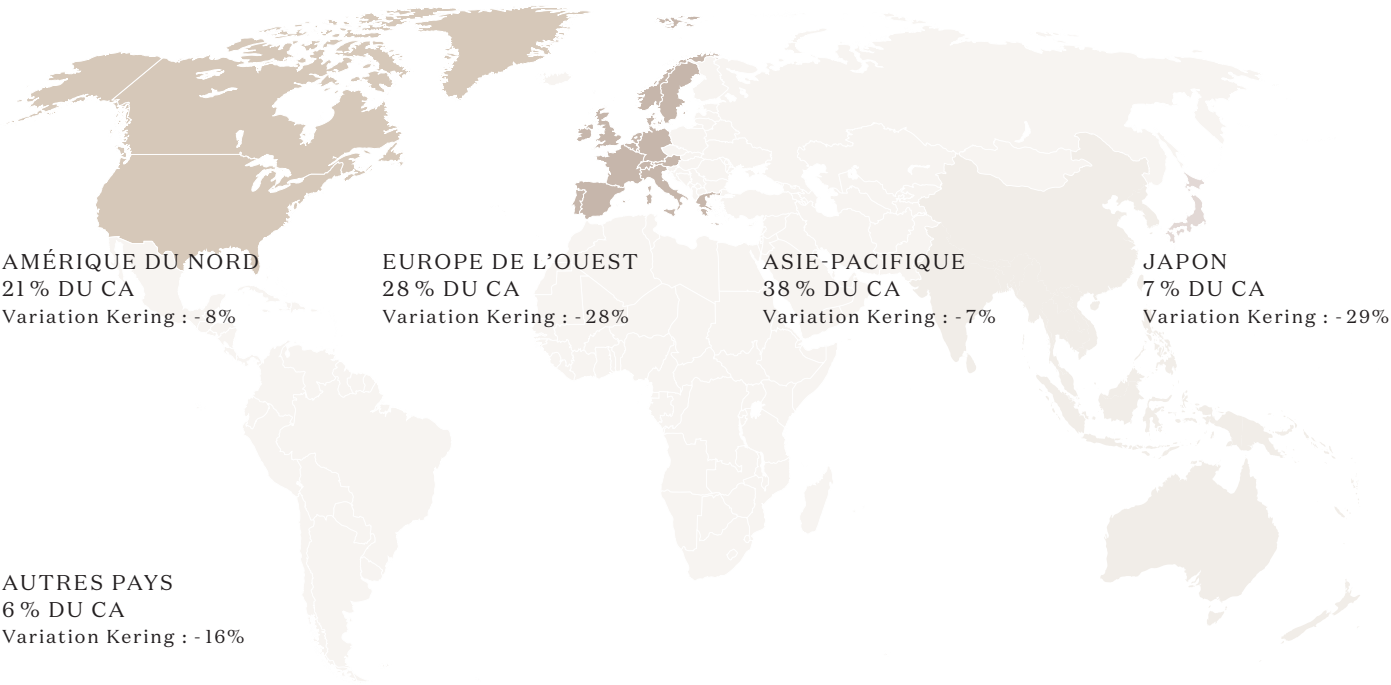 AMÉRIQUE DU NORD
21 % DU CA
Variation Kering : -8%
EUROPE DE L’OUEST
28 % DU CA
Variation Kering : -28%
ASIE-PACIFIQUE
38 % DU CA
Variation Kering : -7%
JAPON
7 % DU CA
Variation Kering : -29%
AUTRES PAYS
6 % DU CA
Variation Kering : -16%